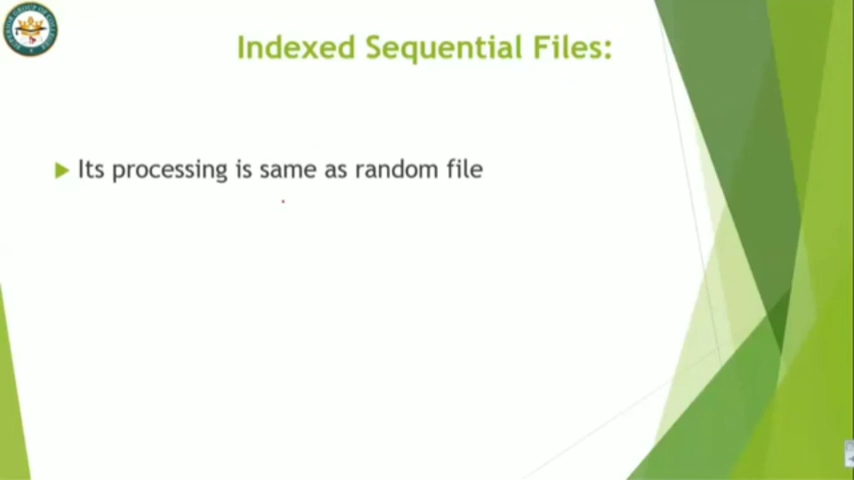 Indexed Sequential Files:
Its processing is same as random file